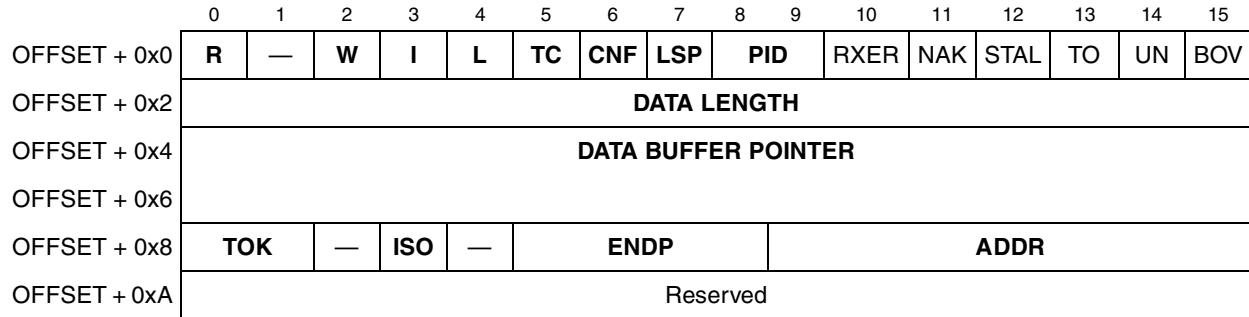 0 1 2 3 4 5 6 7 8 9 10 11 12 13 14 15
OFFSET + 0x0 R — W I L TC CNF LSP PID RXER NAK STAL TO UN BOV
OFFSET + 0x2 DATA LENGTH
OFFSET + 0x4 DATA BUFFER POINTER
OFFSET + 0x6
OFFSET + 0x8 TOK — ISO — ENDP ADDR
OFFSET + 0xA Reserved